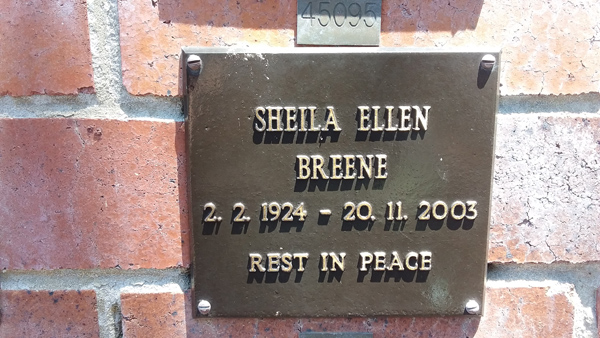 45095
SHEILA ELLEN
BREENE
2. 2. 1924 - 20. 11. 2003
REST IN PEACE